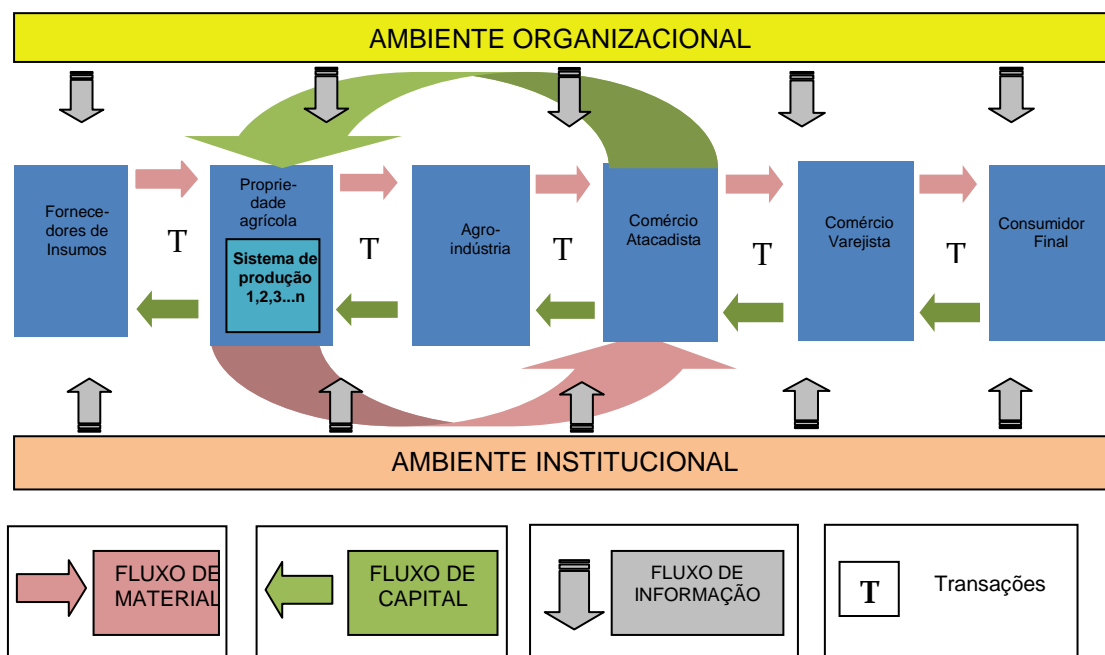 AMBIENTE ORGANIZACIONAL
Fornece-
dores de
Insumos
T
Proprie-
dade
agrícola
Sistema de
produção
1,2,3...n
T
Agro-
indústria
T
Comércio
Atacadista
T
Comércio
Varejista
T
Consumidor
Final
AMBIENTE INSTITUCIONAL
FLUXO DE
MATERIAL
FLUXO DE
CAPITAL
FLUXO DE
INFORMAÇÃO
T
Transações